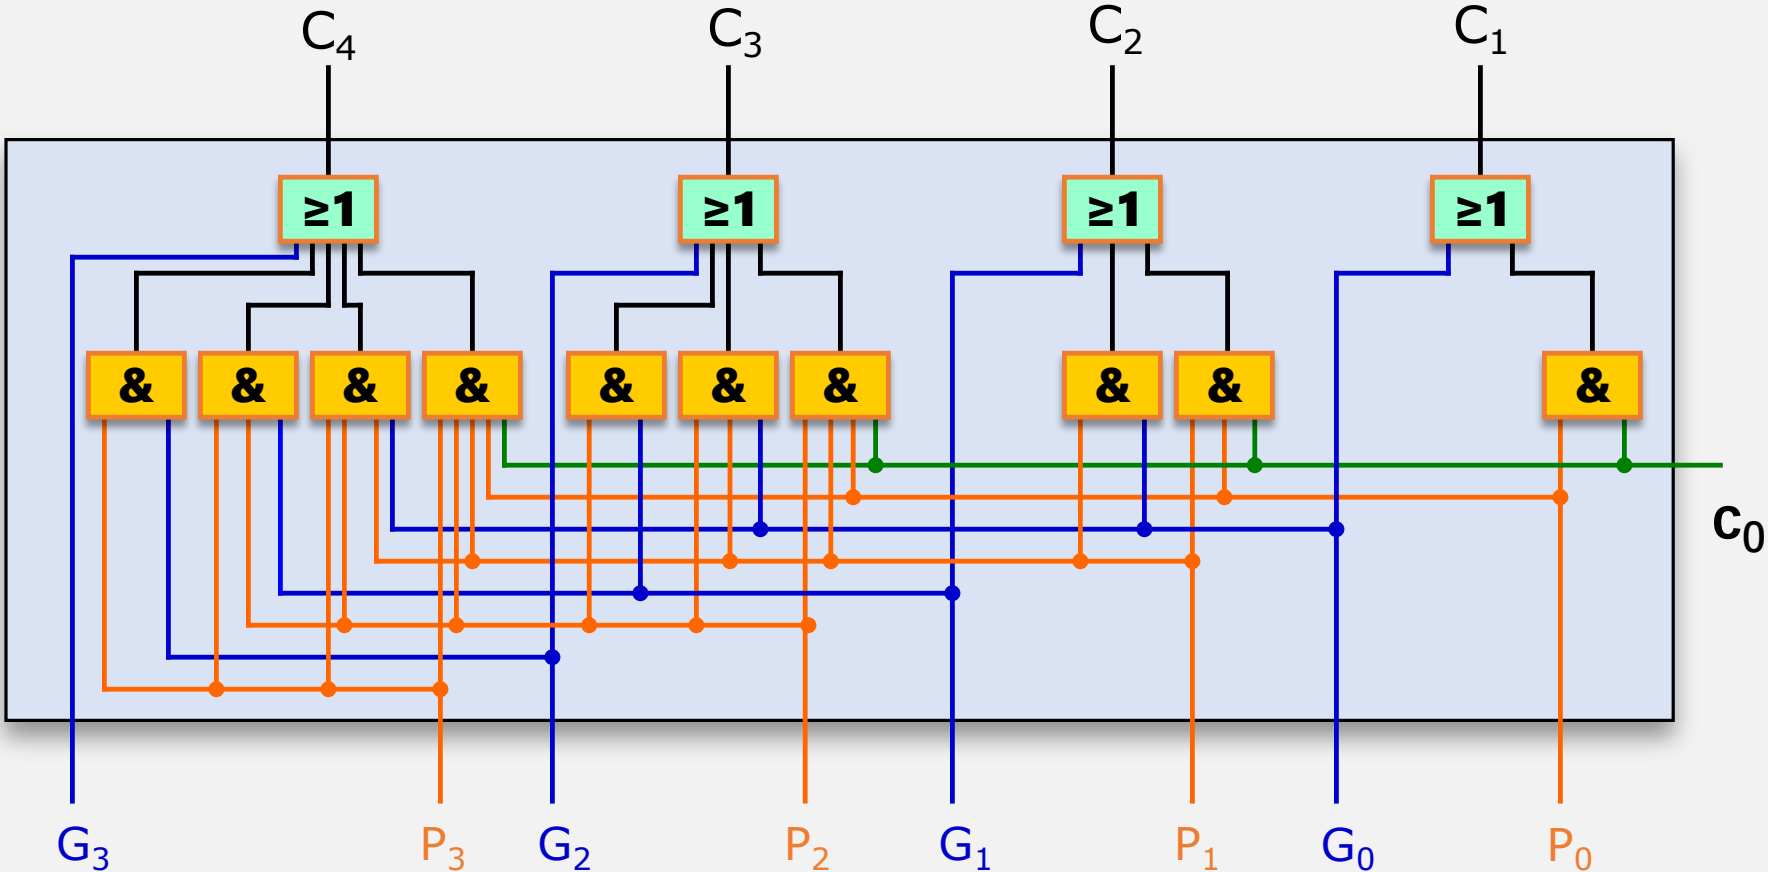 C₄ C₃ C₂ C₁
≥1 ≥1 ≥1 ≥1
& & & & & & & & & &
C₀
G₃ P₃ G₂ P₂ G₁ P₁ G₀ P₀